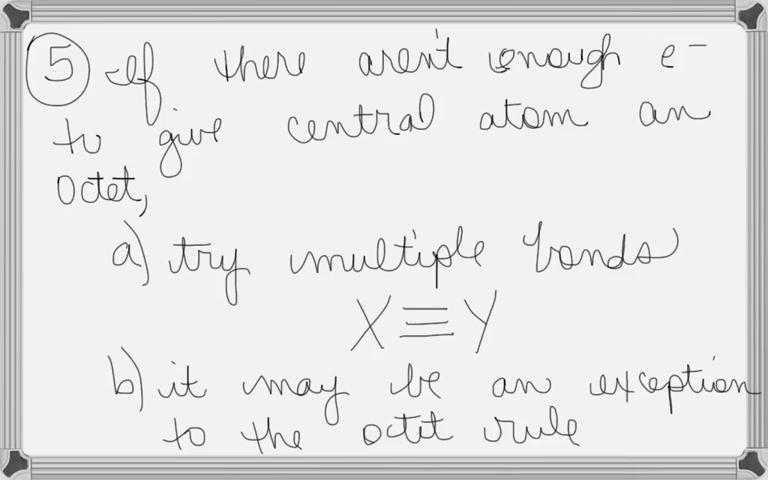 5 If there aren't enough e-
to give central atom an
octet,
a) try multiple bonds
X≡Y
b) it may be an exception
to the octet rule